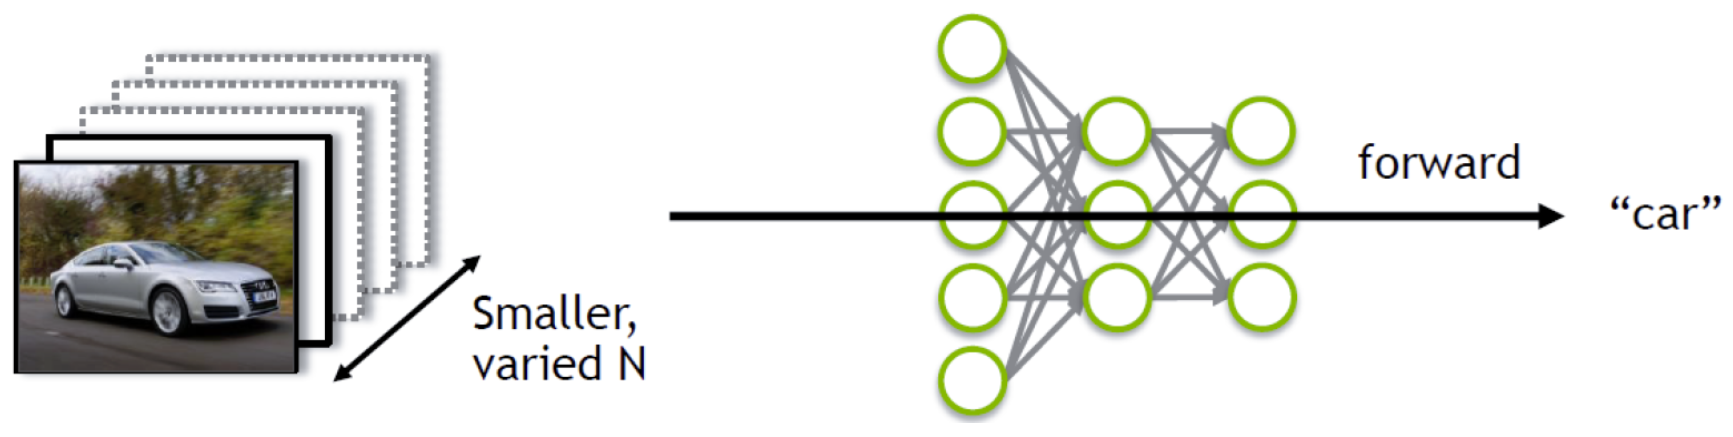 Smaller,
varied N
forward
“car”